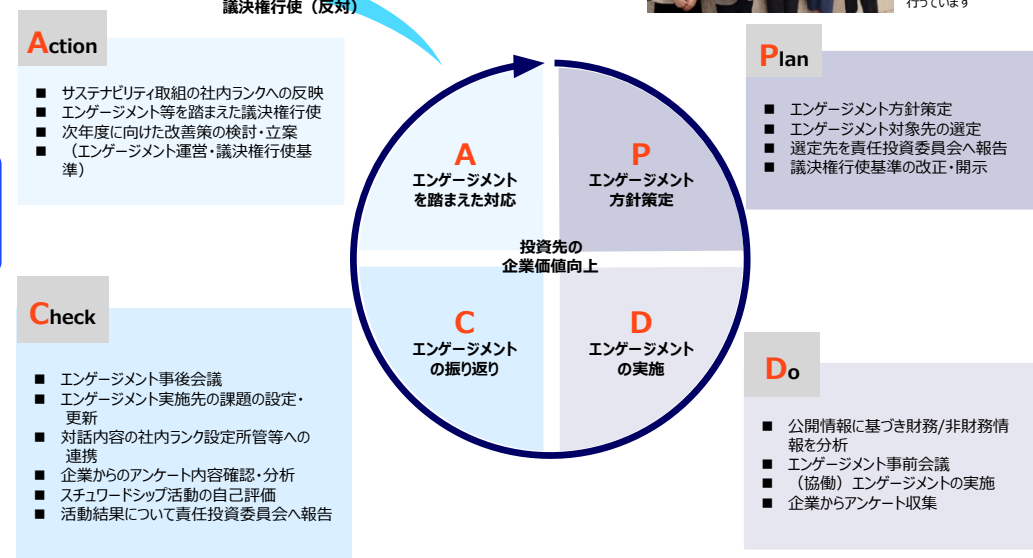 議決権行使（反対）
行っています
Action
■ サステナビリティ取組の社内ランクへの反映
■ エンゲージメント等を踏まえた議決権行使
■ 次年度に向けた改善策の検討・立案
■ （エンゲージメント運営・議決権行使基
準）
Plan
■ エンゲージメント方針策定
■ エンゲージメント対象先の選定
■ 選定先を責任投資委員会へ報告
■ 議決権行使基準の改正・開示
A
エンゲージメント
を踏まえた対応
P
エンゲージメント
方針策定
投資先の
企業価値向上
C
エンゲージメント
の振り返り
D
エンゲージメント
の実施
Check
■ エンゲージメント事後会議
■ エンゲージメント実施先の課題の設定・
更新
■ 対話内容の社内ランク設定所管等への
連携
■ 企業からのアンケート内容確認・分析
■ スチュワードシップ活動の自己評価
■ 活動結果について責任投資委員会へ報告
Do
■ 公開情報に基づき財務/非財務情
報を分析
■ エンゲージメント事前会議
■ （協働）エンゲージメントの実施
■ 企業からアンケート収集